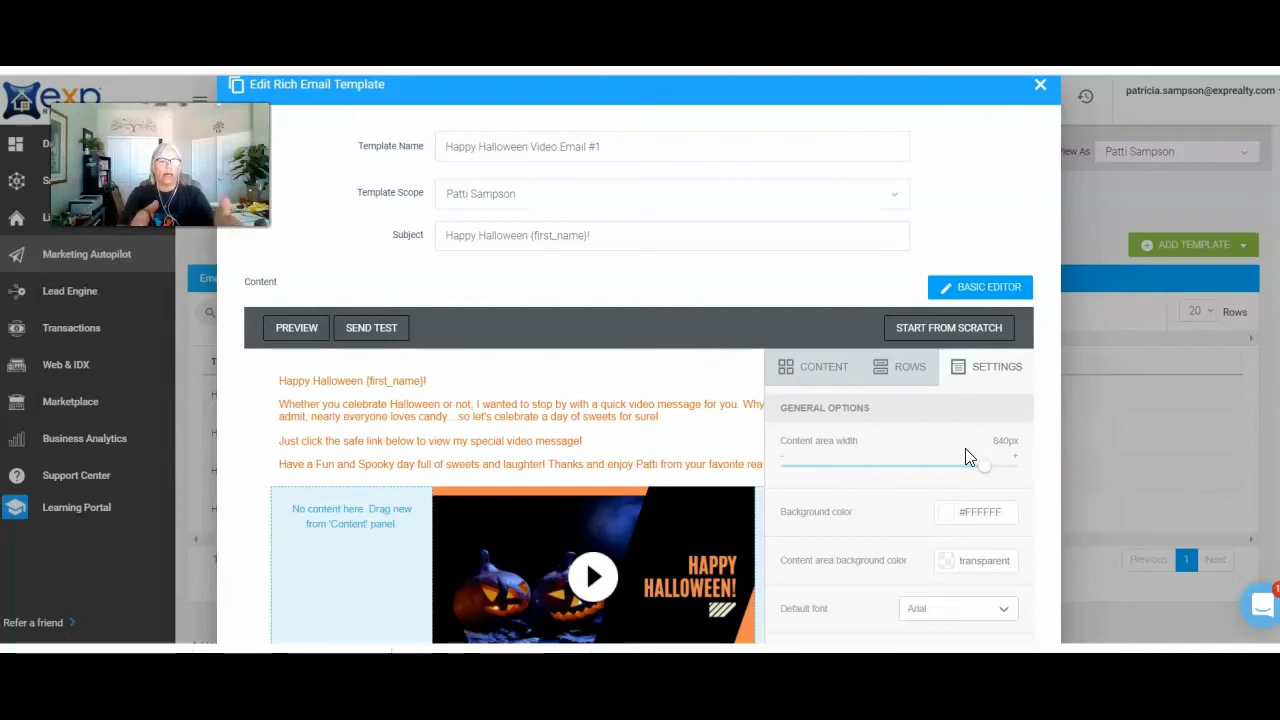 Edit Rich Email Template
exp
patricia.sampson@exprealty.com
View As
Patti Sampson
Template Name
Happy Halloween Video Email #1
Template Scope
Patti Sampson
Subject
Happy Halloween {first_name}!
ADD TEMPLATE
Marketing Autopilot
Lead Engine
Transactions
Web & IDX
Marketplace
Business Analytics
Support Center
Learning Portal
Refer a friend
Content
BASIC EDITOR
20
Rows
PREVIEW
SEND TEST
START FROM SCRATCH
CONTENT
ROWS
SETTINGS
Happy Halloween {first_name}!
Whether you celebrate Halloween or not, I wanted to stop by with a quick video message for you. Why
admit, nearly everyone loves candy... so let's celebrate a day of sweets for sure!
Just click the safe link below to view my special video message!
Have a Fun and Spooky day full of sweets and laughter! Thanks and enjoy Patti from your favorite rea
No content here. Drag new
from 'Content' panel.
HAPPY
HALLOWEEN!
GENERAL OPTIONS
Content area width
840px
-
+
Background color
#FFFFFF
Content area background color
transparent
Default font
Arial
Previous
1
Next
1